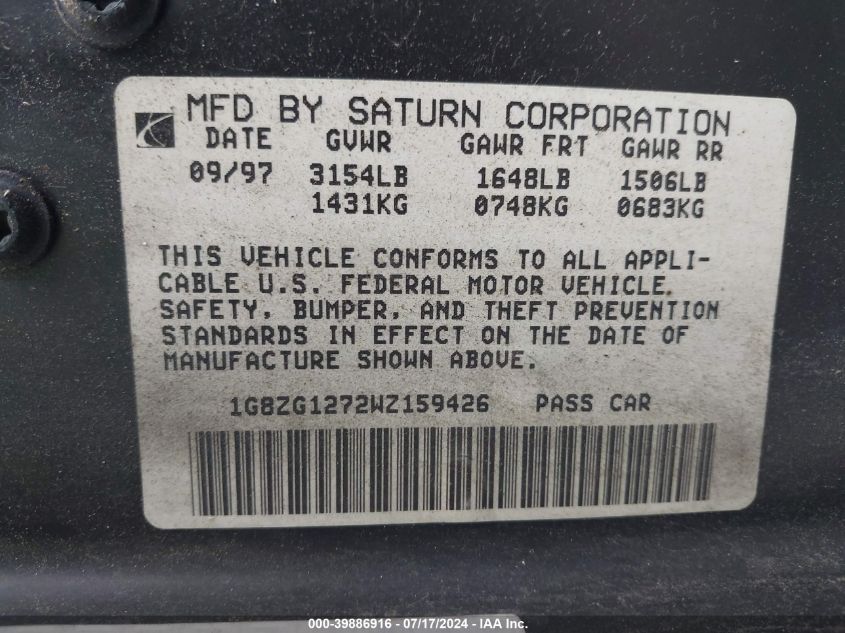 MFD BY SATURN CORPORATION
DATE GVWR GAWR FRT GAWR RR
09/97 3154LB 1648LB 1506LB
1431KG 0748KG 0683KG
THIS VEHICLE CONFORMS TO ALL APPLI-
CABLE U.S. FEDERAL MOTOR VEHICLE
SAFETY, BUMPER, AND THEFT PREVENTION
STANDARDS IN EFFECT ON THE DATE OF
MANUFACTURE SHOWN ABOVE.
1G8ZG1272WZ159426 PASS CAR
000-39886916 - 07/17/2024 - IAA Inc.